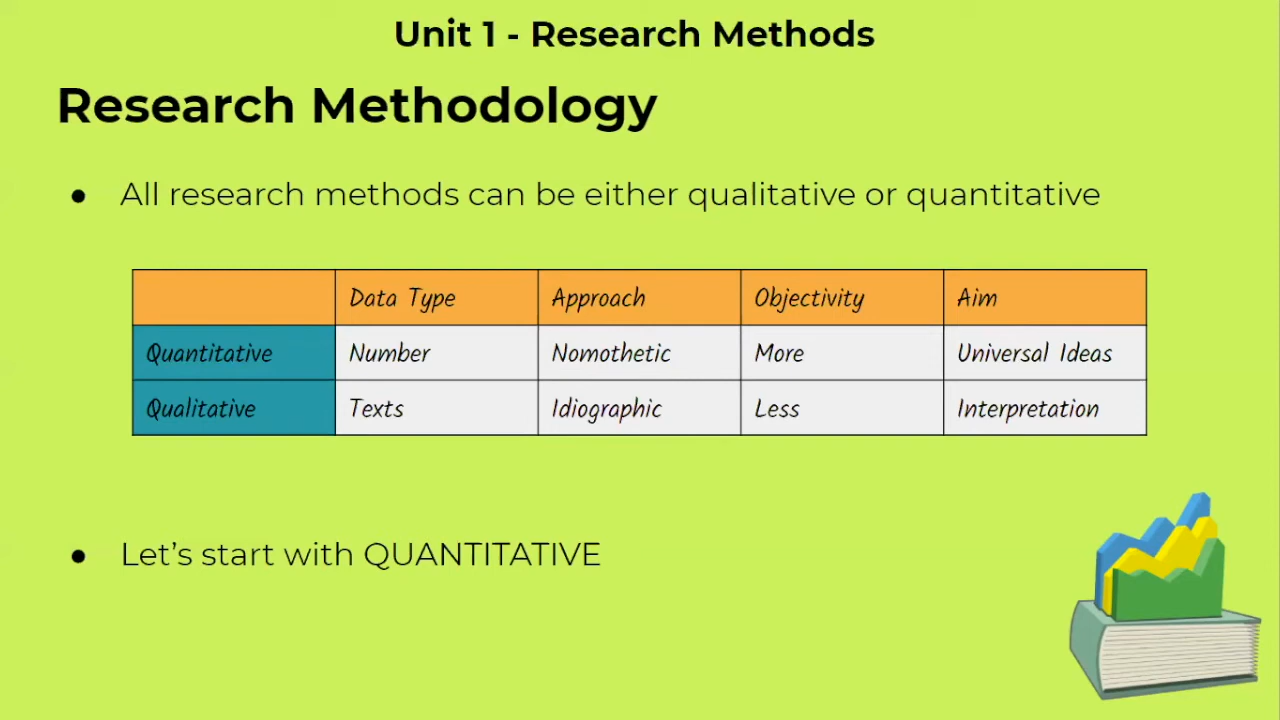 Unit 1 - Research Methods
Research Methodology
● All research methods can be either qualitative or quantitative
Data Type Approach Objectivity Aim
Quantitative Number Nomothetic More Universal Ideas
Qualitative Texts Idiographic Less Interpretation
● Let’s start with QUANTITATIVE